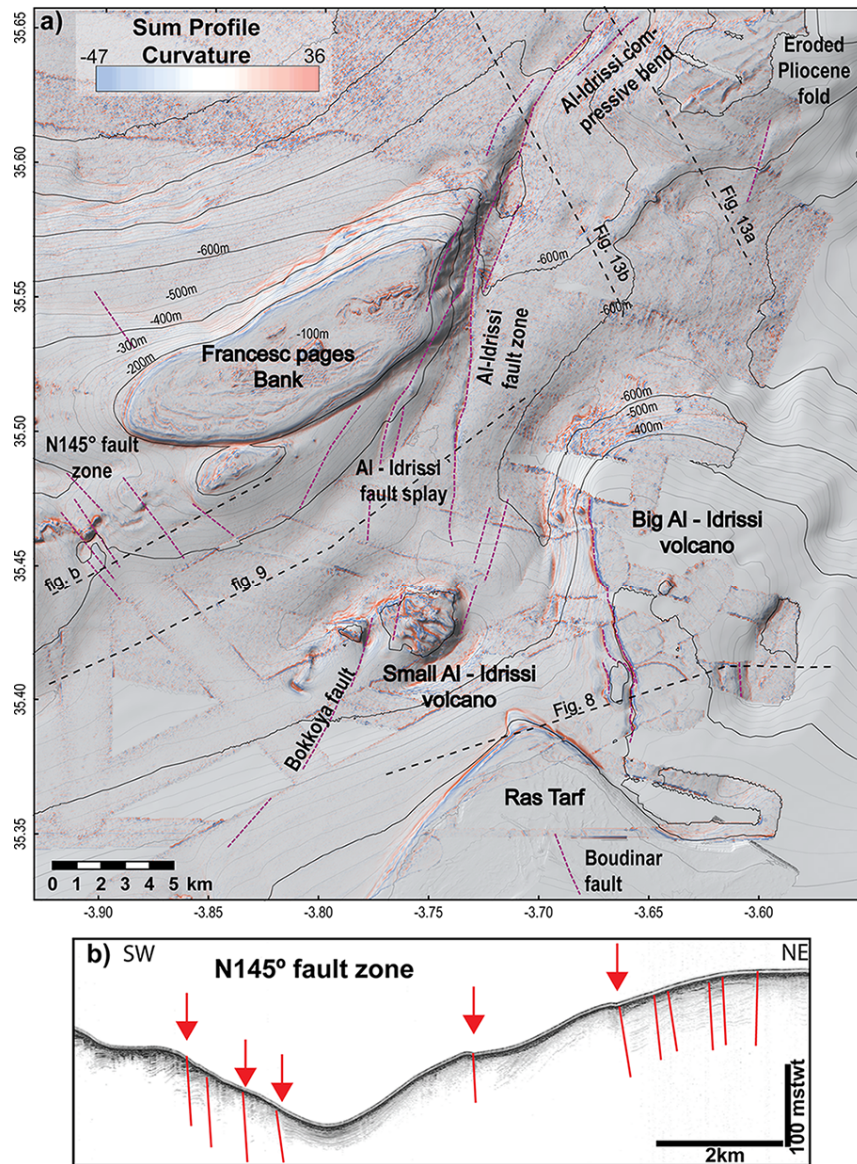 a)
Sum Profile
Curvature
-47
36
Eroded
Pliocene
fold
Al-Idrissi com-
pressive bend
Fig. 13a
Fig. 13b
-600m
-500m
-400m
-300m
-200m
-100m
-600m
-600m
Francesc pages
Bank
Al-Idrissi
fault zone
N145º fault
zone
Al - Idrissi
fault splay
-600m
-500m
-400m
Big Al - Idrissi
volcano
fig. b
fig. 9
Small Al - Idrissi
volcano
Bokkoya fault
Fig. 8
Ras Tarf
Boudinar
fault
0 1 2 3 4 5 km
35.65
35.60
35.55
35.50
35.45
35.40
35.35
-3.90
-3.85
-3.80
-3.75
-3.70
-3.65
-3.60
b) SW
N145º fault zone
NE
2km
100 mstwt